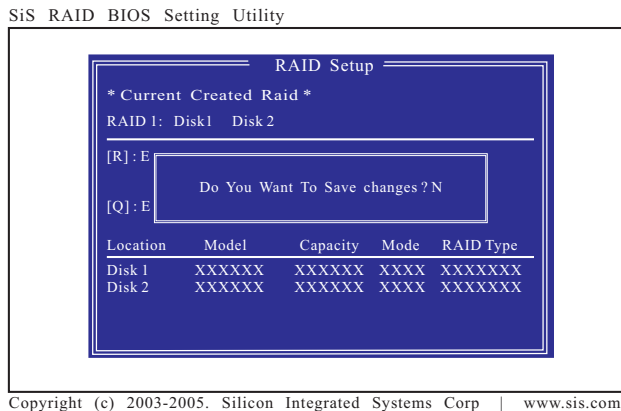 SiS RAID BIOS Setting Utility
RAID Setup
* Current Created Raid *
RAID 1: Disk1 Disk 2
[R] : E
Do You Want To Save changes ? N
[Q] : E
Location Model Capacity Mode RAID Type
Disk 1 XXXXXX XXXXXX XXXX XXXXXXX
Disk 2 XXXXXX XXXXXX XXXX XXXXXXX
Copyright (c) 2003-2005. Silicon Integrated Systems Corp | www.sis.com